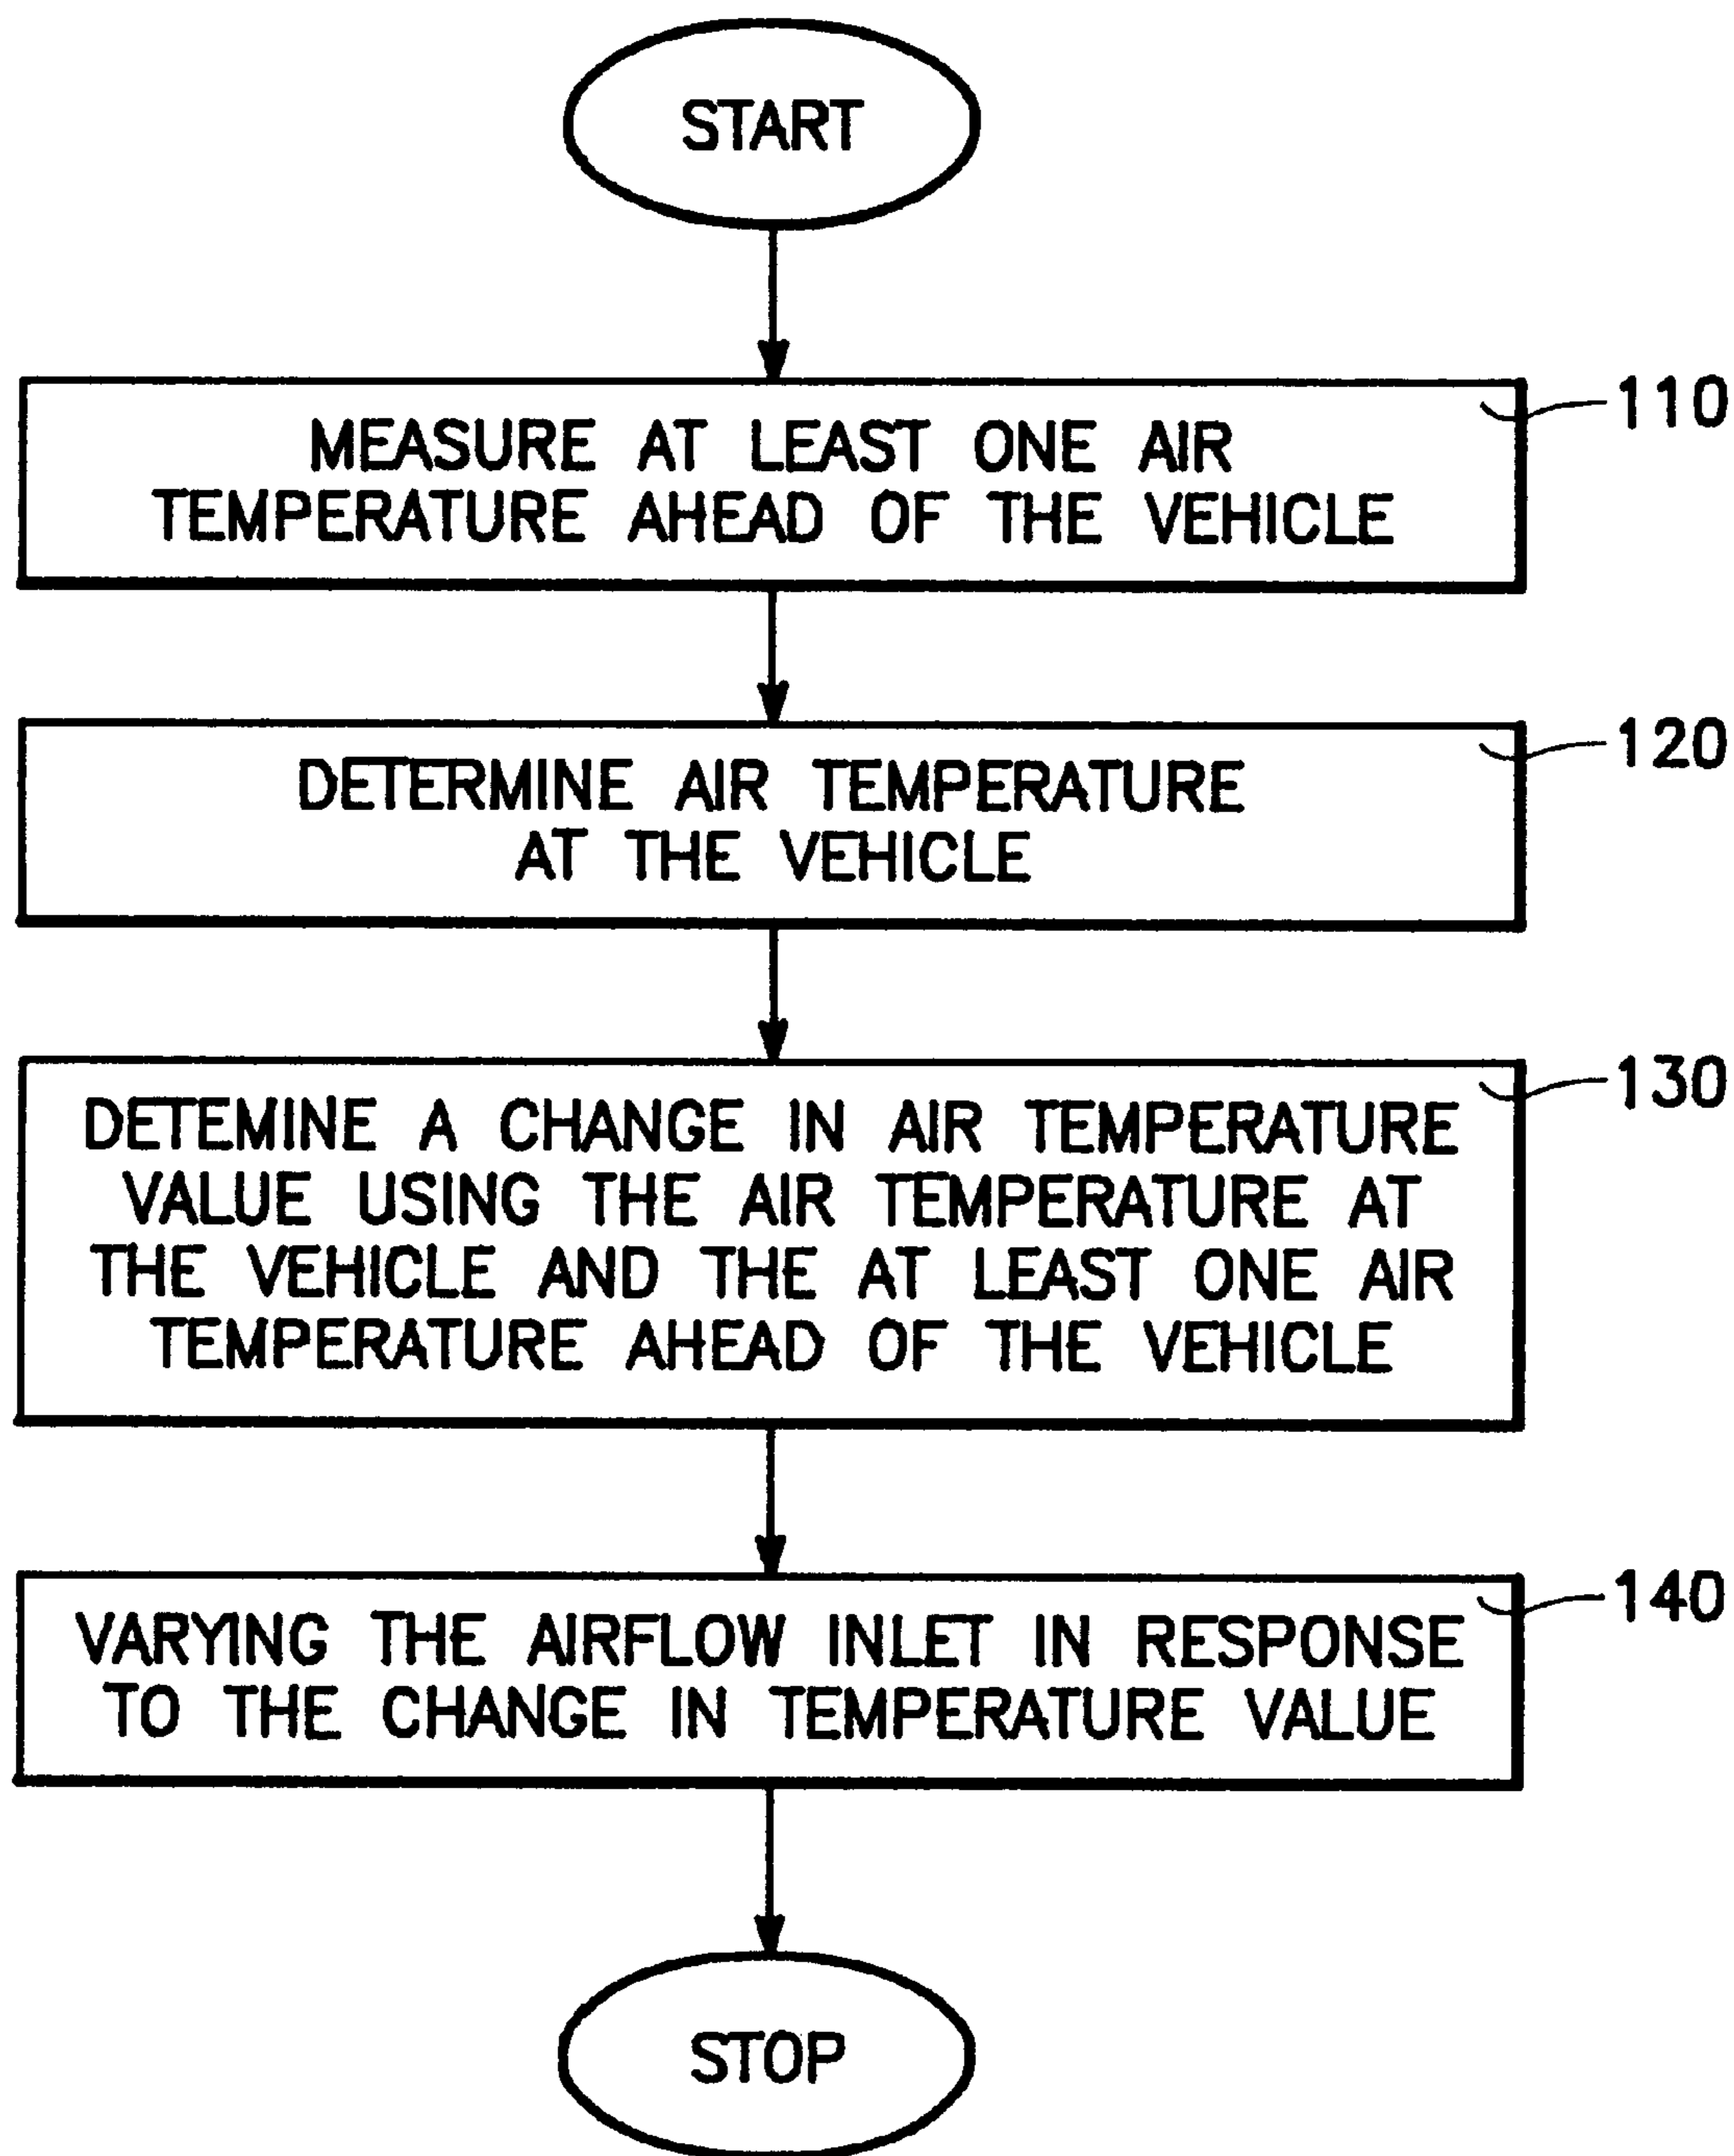 START
110
MEASURE AT LEAST ONE AIR
TEMPERATURE AHEAD OF THE VEHICLE
120
DETERMINE AIR TEMPERATURE
AT THE VEHICLE
130
DETEMINE A CHANGE IN AIR TEMPERATURE
VALUE USING THE AIR TEMPERATURE AT
THE VEHICLE AND THE AT LEAST ONE AIR
TEMPERATURE AHEAD OF THE VEHICLE
140
VARYING THE AIRFLOW INLET IN RESPONSE
TO THE CHANGE IN TEMPERATURE VALUE
STOP